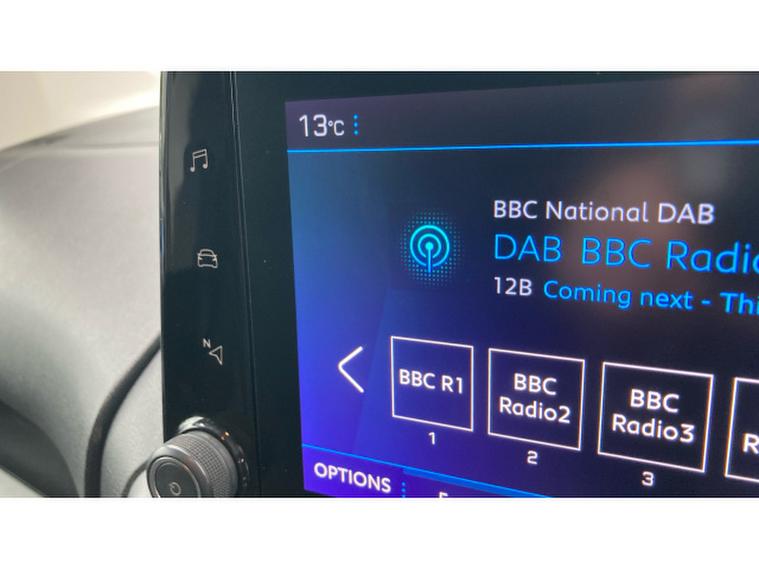 13°C
BBC National DAB
DAB BBC Radio
12B Coming next - Thi
N
BBC R1
BBC
Radio2
BBC
Radio3
R
1
2
3
OPTIONS